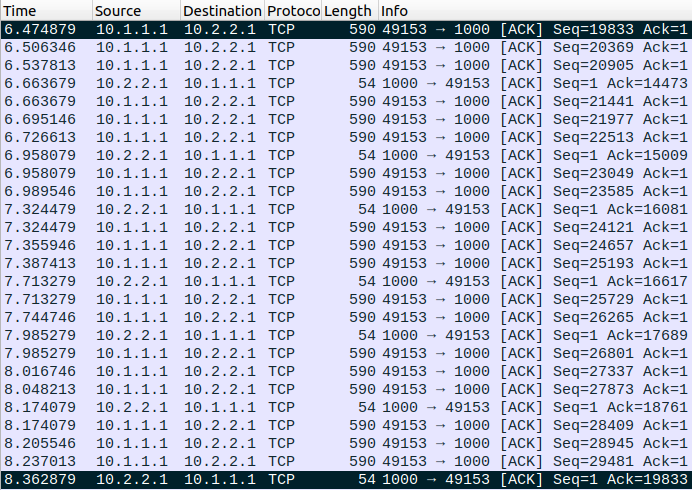 Time Source Destination Protoco Length Info
6.474879 10.1.1.1 10.2.2.1 TCP 590 49153 → 1000 [ACK] Seq=19833 Ack=1
6.506346 10.1.1.1 10.2.2.1 TCP 590 49153 → 1000 [ACK] Seq=20369 Ack=1
6.537813 10.1.1.1 10.2.2.1 TCP 590 49153 → 1000 [ACK] Seq=20905 Ack=1
6.663679 10.2.2.1 10.1.1.1 TCP 54 1000 → 49153 [ACK] Seq=1 Ack=14473
6.663679 10.1.1.1 10.2.2.1 TCP 590 49153 → 1000 [ACK] Seq=21441 Ack=1
6.695146 10.1.1.1 10.2.2.1 TCP 590 49153 → 1000 [ACK] Seq=21977 Ack=1
6.726613 10.1.1.1 10.2.2.1 TCP 590 49153 → 1000 [ACK] Seq=22513 Ack=1
6.958079 10.2.2.1 10.1.1.1 TCP 54 1000 → 49153 [ACK] Seq=1 Ack=15009
6.958079 10.1.1.1 10.2.2.1 TCP 590 49153 → 1000 [ACK] Seq=23049 Ack=1
6.989546 10.1.1.1 10.2.2.1 TCP 590 49153 → 1000 [ACK] Seq=23585 Ack=1
7.324479 10.2.2.1 10.1.1.1 TCP 54 1000 → 49153 [ACK] Seq=1 Ack=16081
7.324479 10.1.1.1 10.2.2.1 TCP 590 49153 → 1000 [ACK] Seq=24121 Ack=1
7.355946 10.1.1.1 10.2.2.1 TCP 590 49153 → 1000 [ACK] Seq=24657 Ack=1
7.387413 10.1.1.1 10.2.2.1 TCP 590 49153 → 1000 [ACK] Seq=25193 Ack=1
7.713279 10.2.2.1 10.1.1.1 TCP 54 1000 → 49153 [ACK] Seq=1 Ack=16617
7.713279 10.1.1.1 10.2.2.1 TCP 590 49153 → 1000 [ACK] Seq=25729 Ack=1
7.744746 10.1.1.1 10.2.2.1 TCP 590 49153 → 1000 [ACK] Seq=26265 Ack=1
7.985279 10.2.2.1 10.1.1.1 TCP 54 1000 → 49153 [ACK] Seq=1 Ack=17689
7.985279 10.1.1.1 10.2.2.1 TCP 590 49153 → 1000 [ACK] Seq=26801 Ack=1
8.016746 10.1.1.1 10.2.2.1 TCP 590 49153 → 1000 [ACK] Seq=27337 Ack=1
8.048213 10.1.1.1 10.2.2.1 TCP 590 49153 → 1000 [ACK] Seq=27873 Ack=1
8.174079 10.2.2.1 10.1.1.1 TCP 54 1000 → 49153 [ACK] Seq=1 Ack=18761
8.174079 10.1.1.1 10.2.2.1 TCP 590 49153 → 1000 [ACK] Seq=28409 Ack=1
8.205546 10.1.1.1 10.2.2.1 TCP 590 49153 → 1000 [ACK] Seq=28945 Ack=1
8.237013 10.1.1.1 10.2.2.1 TCP 590 49153 → 1000 [ACK] Seq=29481 Ack=1
8.362879 10.2.2.1 10.1.1.1 TCP 54 1000 → 49153 [ACK] Seq=1 Ack=19833